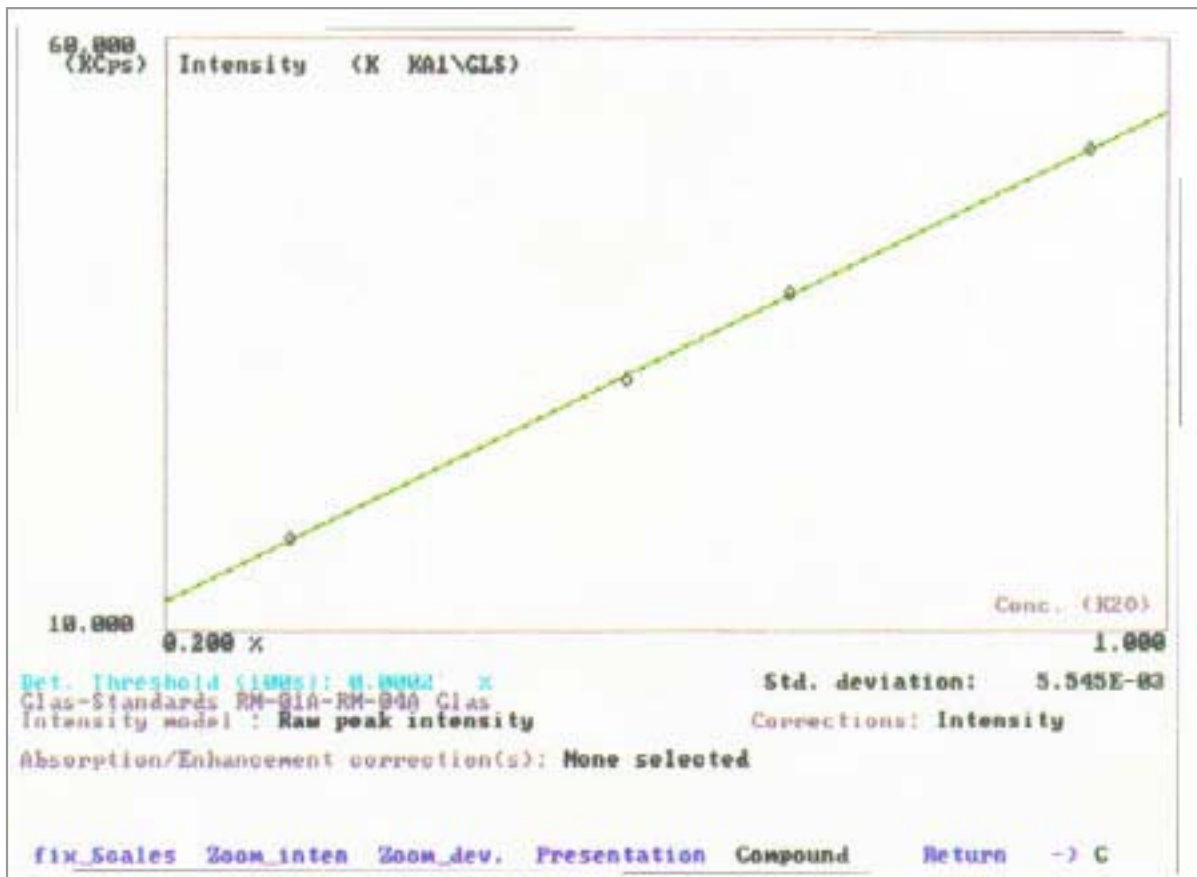 60.000
(KCps) Intensity (K KA1\GLS)
Conc. (K2O)
10.000
0.200 % 1.000
Det. Threshold (100s): 0.0002 % Std. deviation: 5.545E-03
Glas-Standards RM-01A-RM-04A Glas
Intensity model : Raw peak intensity Corrections: Intensity
Absorption/Enhancement correction(s): None selected
fix_Scales Zoom_inten Zoom_dev. Presentation Compound Return -> C